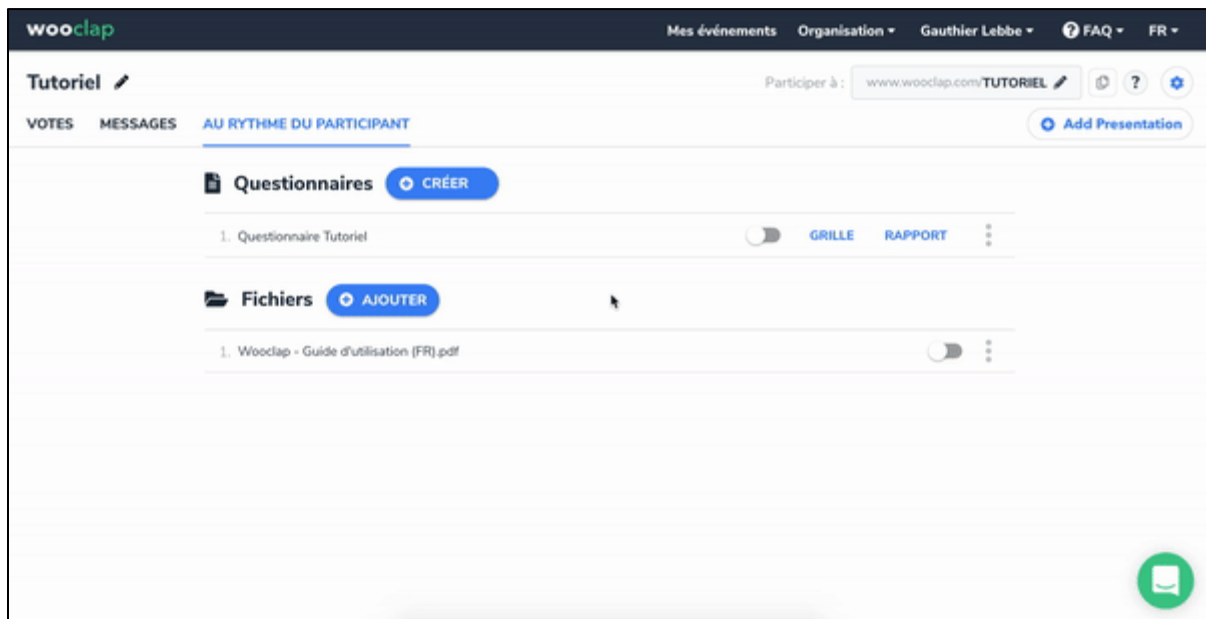 wooclap
Mes événements Organisation Gauthier Lebbe ? FAQ FR
Tutoriel
Participer à : www.wooclap.com/TUTORIEL ?
VOTES MESSAGES AU RYTHME DU PARTICIPANT
Add Presentation
Questionnaires CRÉER
1. Questionnaire Tutoriel GRILLE RAPPORT
Fichiers AJOUTER
1. Wooclap - Guide d'utilisation (FR).pdf